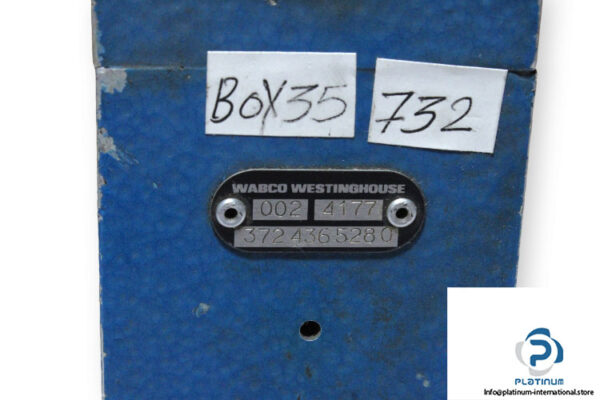 BOX35
732
WABCO WESTINGHOUSE
002 4177
372 436 528 0
PLATINUM
Info@platinum-international.store